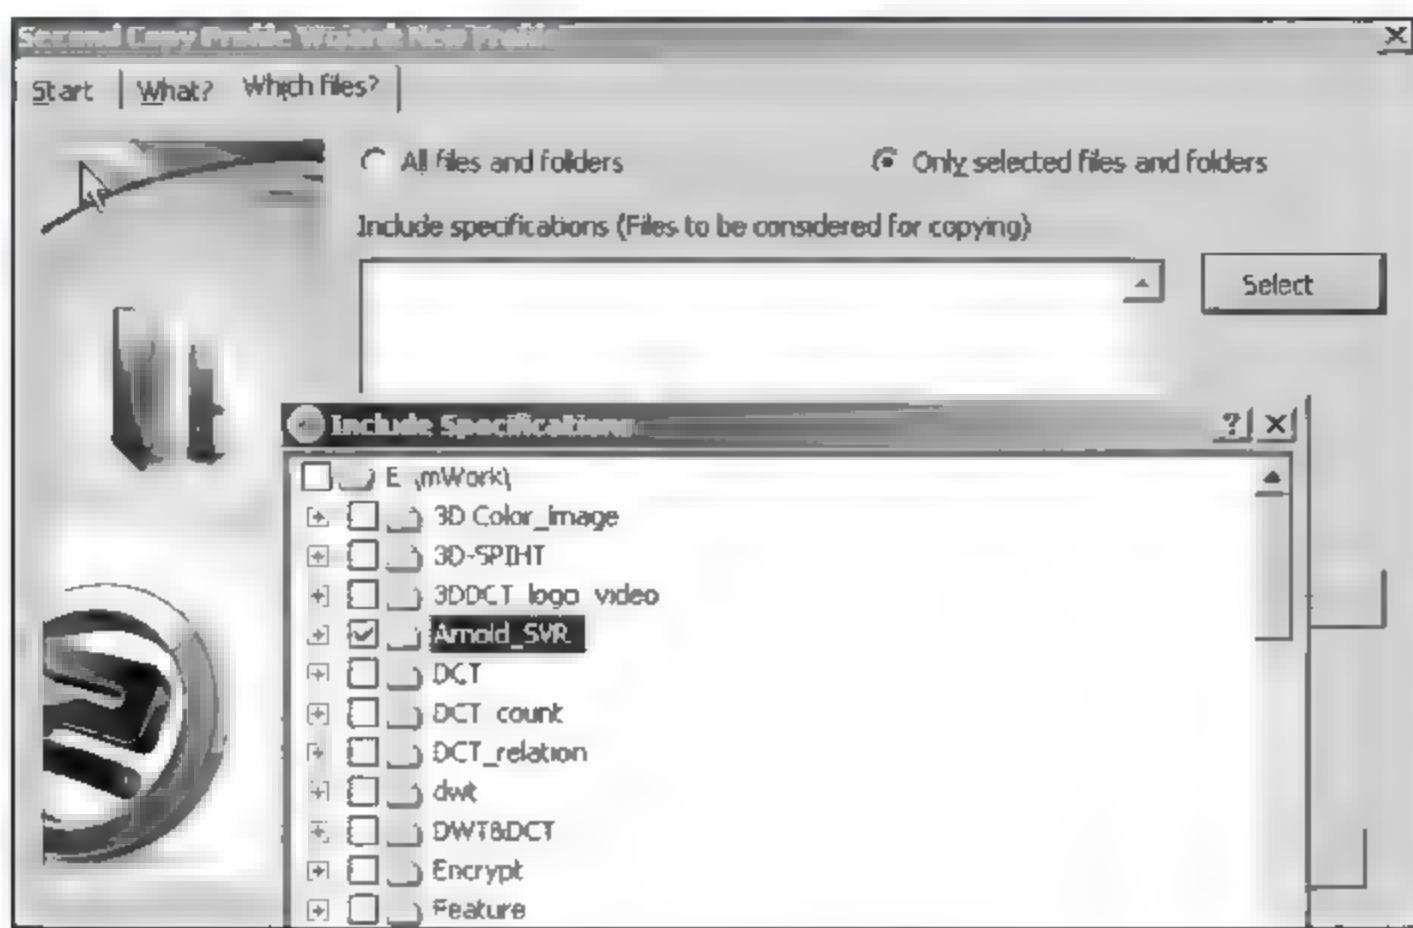 Second Copy Profile Wizard: New Profile
Start What? Which files?
All files and folders Only selected files and folders
Include specifications (Files to be considered for copying)
Select
Include Specifications
E \mWork\
3D Color_image
3D-SPIHT
3DDCT logo video
Arnold_SVR
DCT
DCT count
DCT_relation
dwt
DWT&DCT
Encrypt
Feature